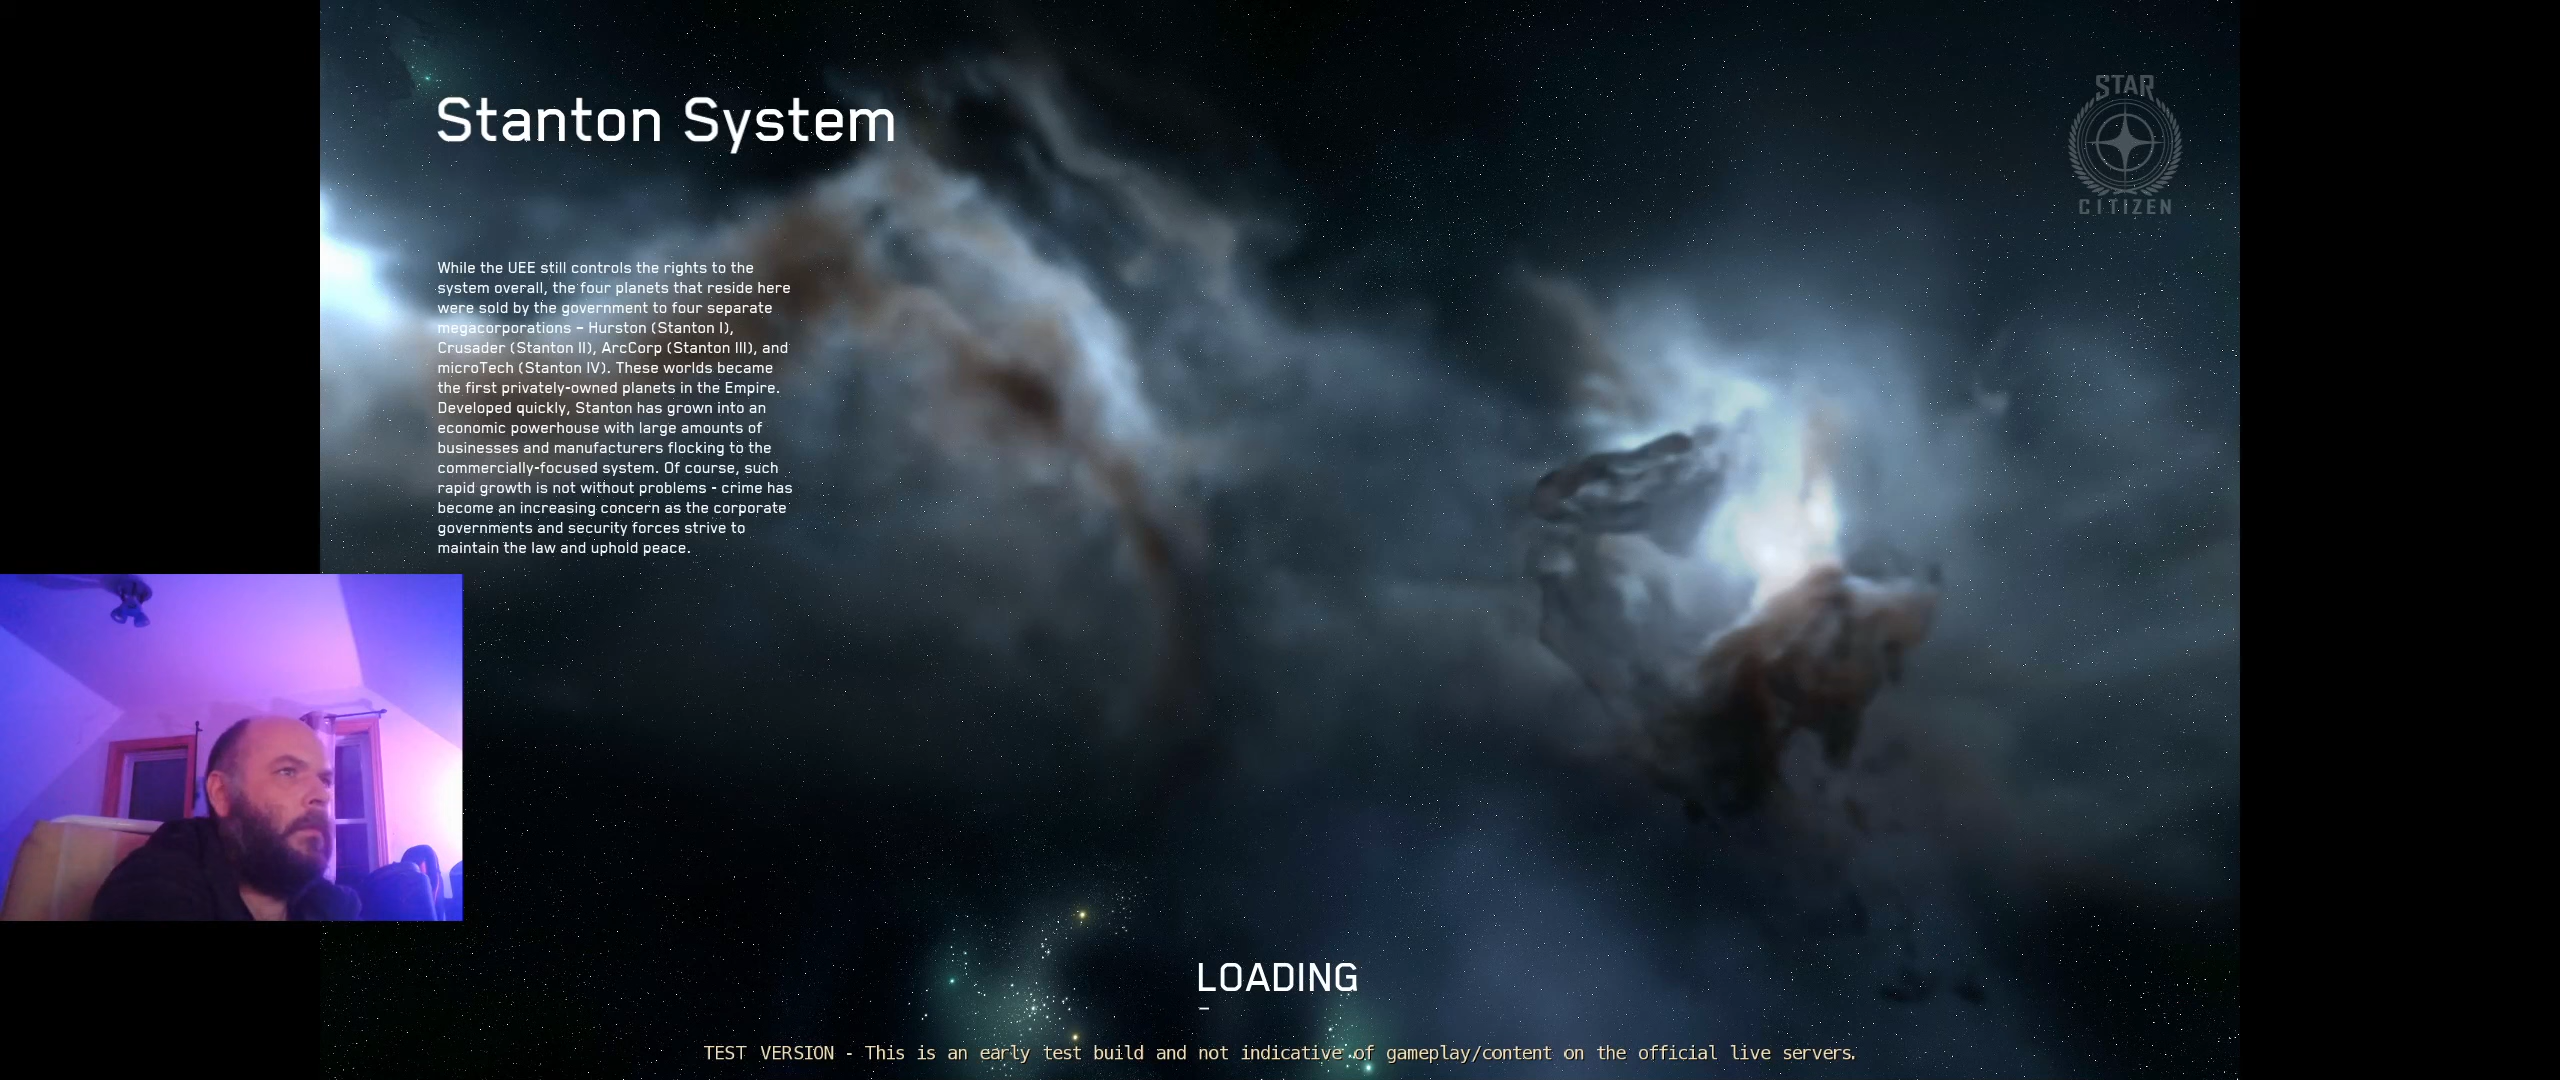 Stanton System
STAR
CITIZEN
While the UEE still controls the rights to the
system overall, the four planets that reside here
were sold by the government to four separate
megacorporations – Hurston (Stanton I),
Crusader (Stanton II), ArcCorp (Stanton III), and
microTech (Stanton IV). These worlds became
the first privately-owned planets in the Empire.
Developed quickly, Stanton has grown into an
economic powerhouse with large amounts of
businesses and manufacturers flocking to the
commercially-focused system. Of course, such
rapid growth is not without problems - crime has
become an increasing concern as the corporate
governments and security forces strive to
maintain the law and uphold peace.
LOADING
TEST VERSION - This is an early test build and not indicative of gameplay/content on the official live servers.